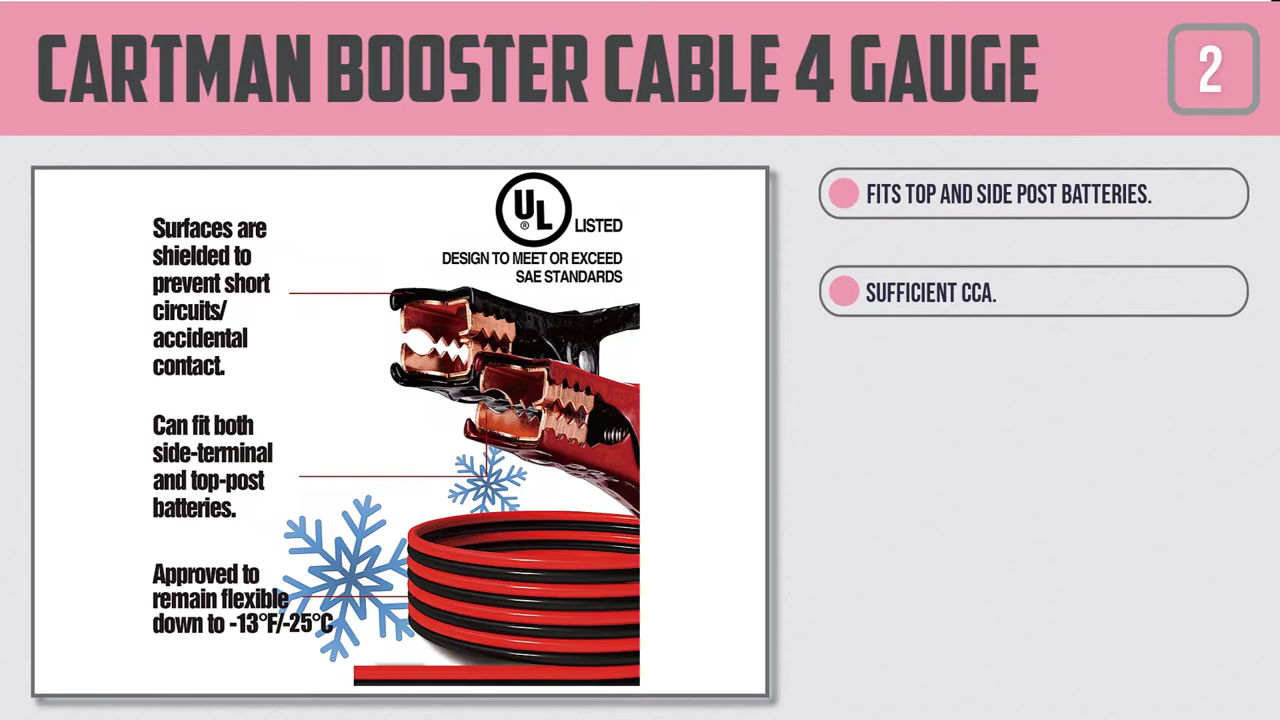 CARTMAN BOOSTER CABLE 4 GAUGE
2
Surfaces are
shielded to
prevent short
circuits/
accidental
contact.
Can fit both
side-terminal
and top-post
batteries.
Approved to
remain flexible
down to -13°F/-25°C
UL
®
LISTED
DESIGN TO MEET OR EXCEED
SAE STANDARDS
FITS TOP AND SIDE POST BATTERIES.
SUFFICIENT CCA.